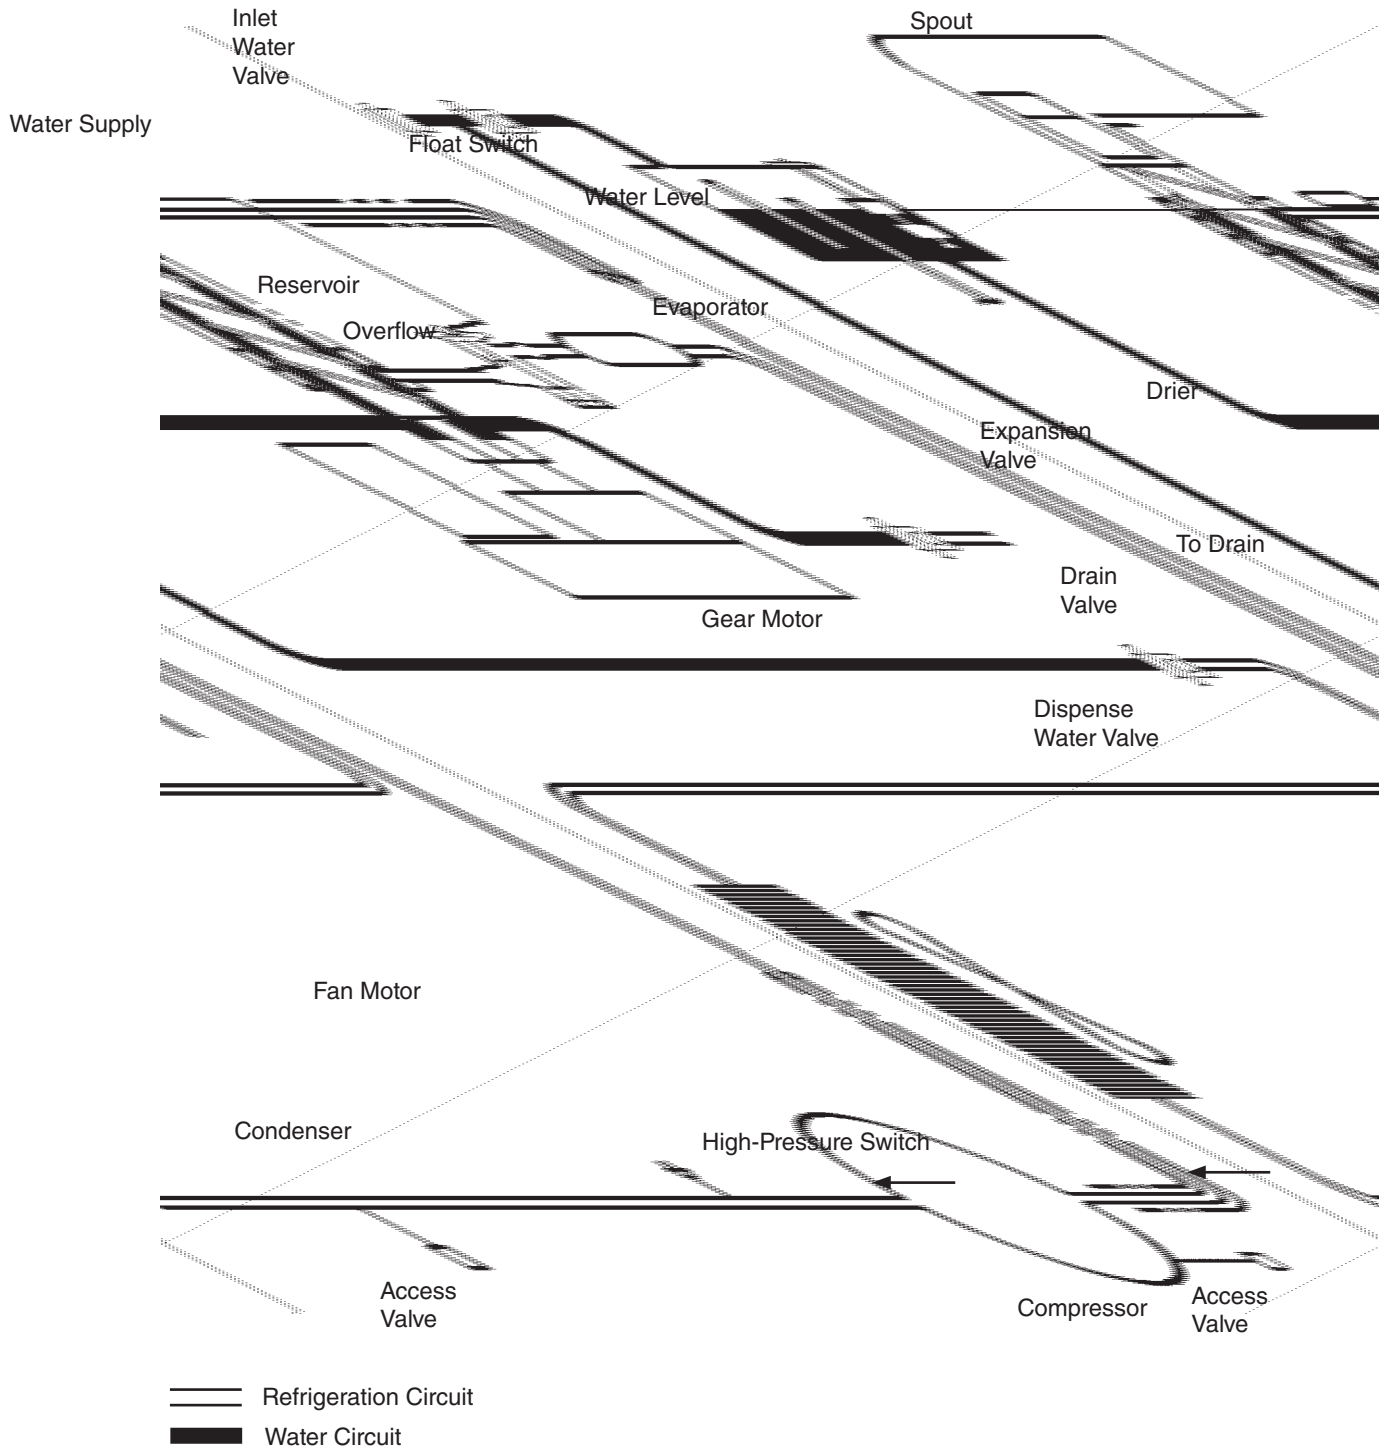 Inlet
Water
Valve
Spout
Water Supply
Float Switch
Water Level
Reservoir
Evaporator
Overflow
Drier
Expansion
Valve
To Drain
Drain
Valve
Gear Motor
Dispense
Water Valve
Fan Motor
Condenser
High-Pressure Switch
Access
Valve
Compressor
Access
Valve
Refrigeration Circuit
Water Circuit